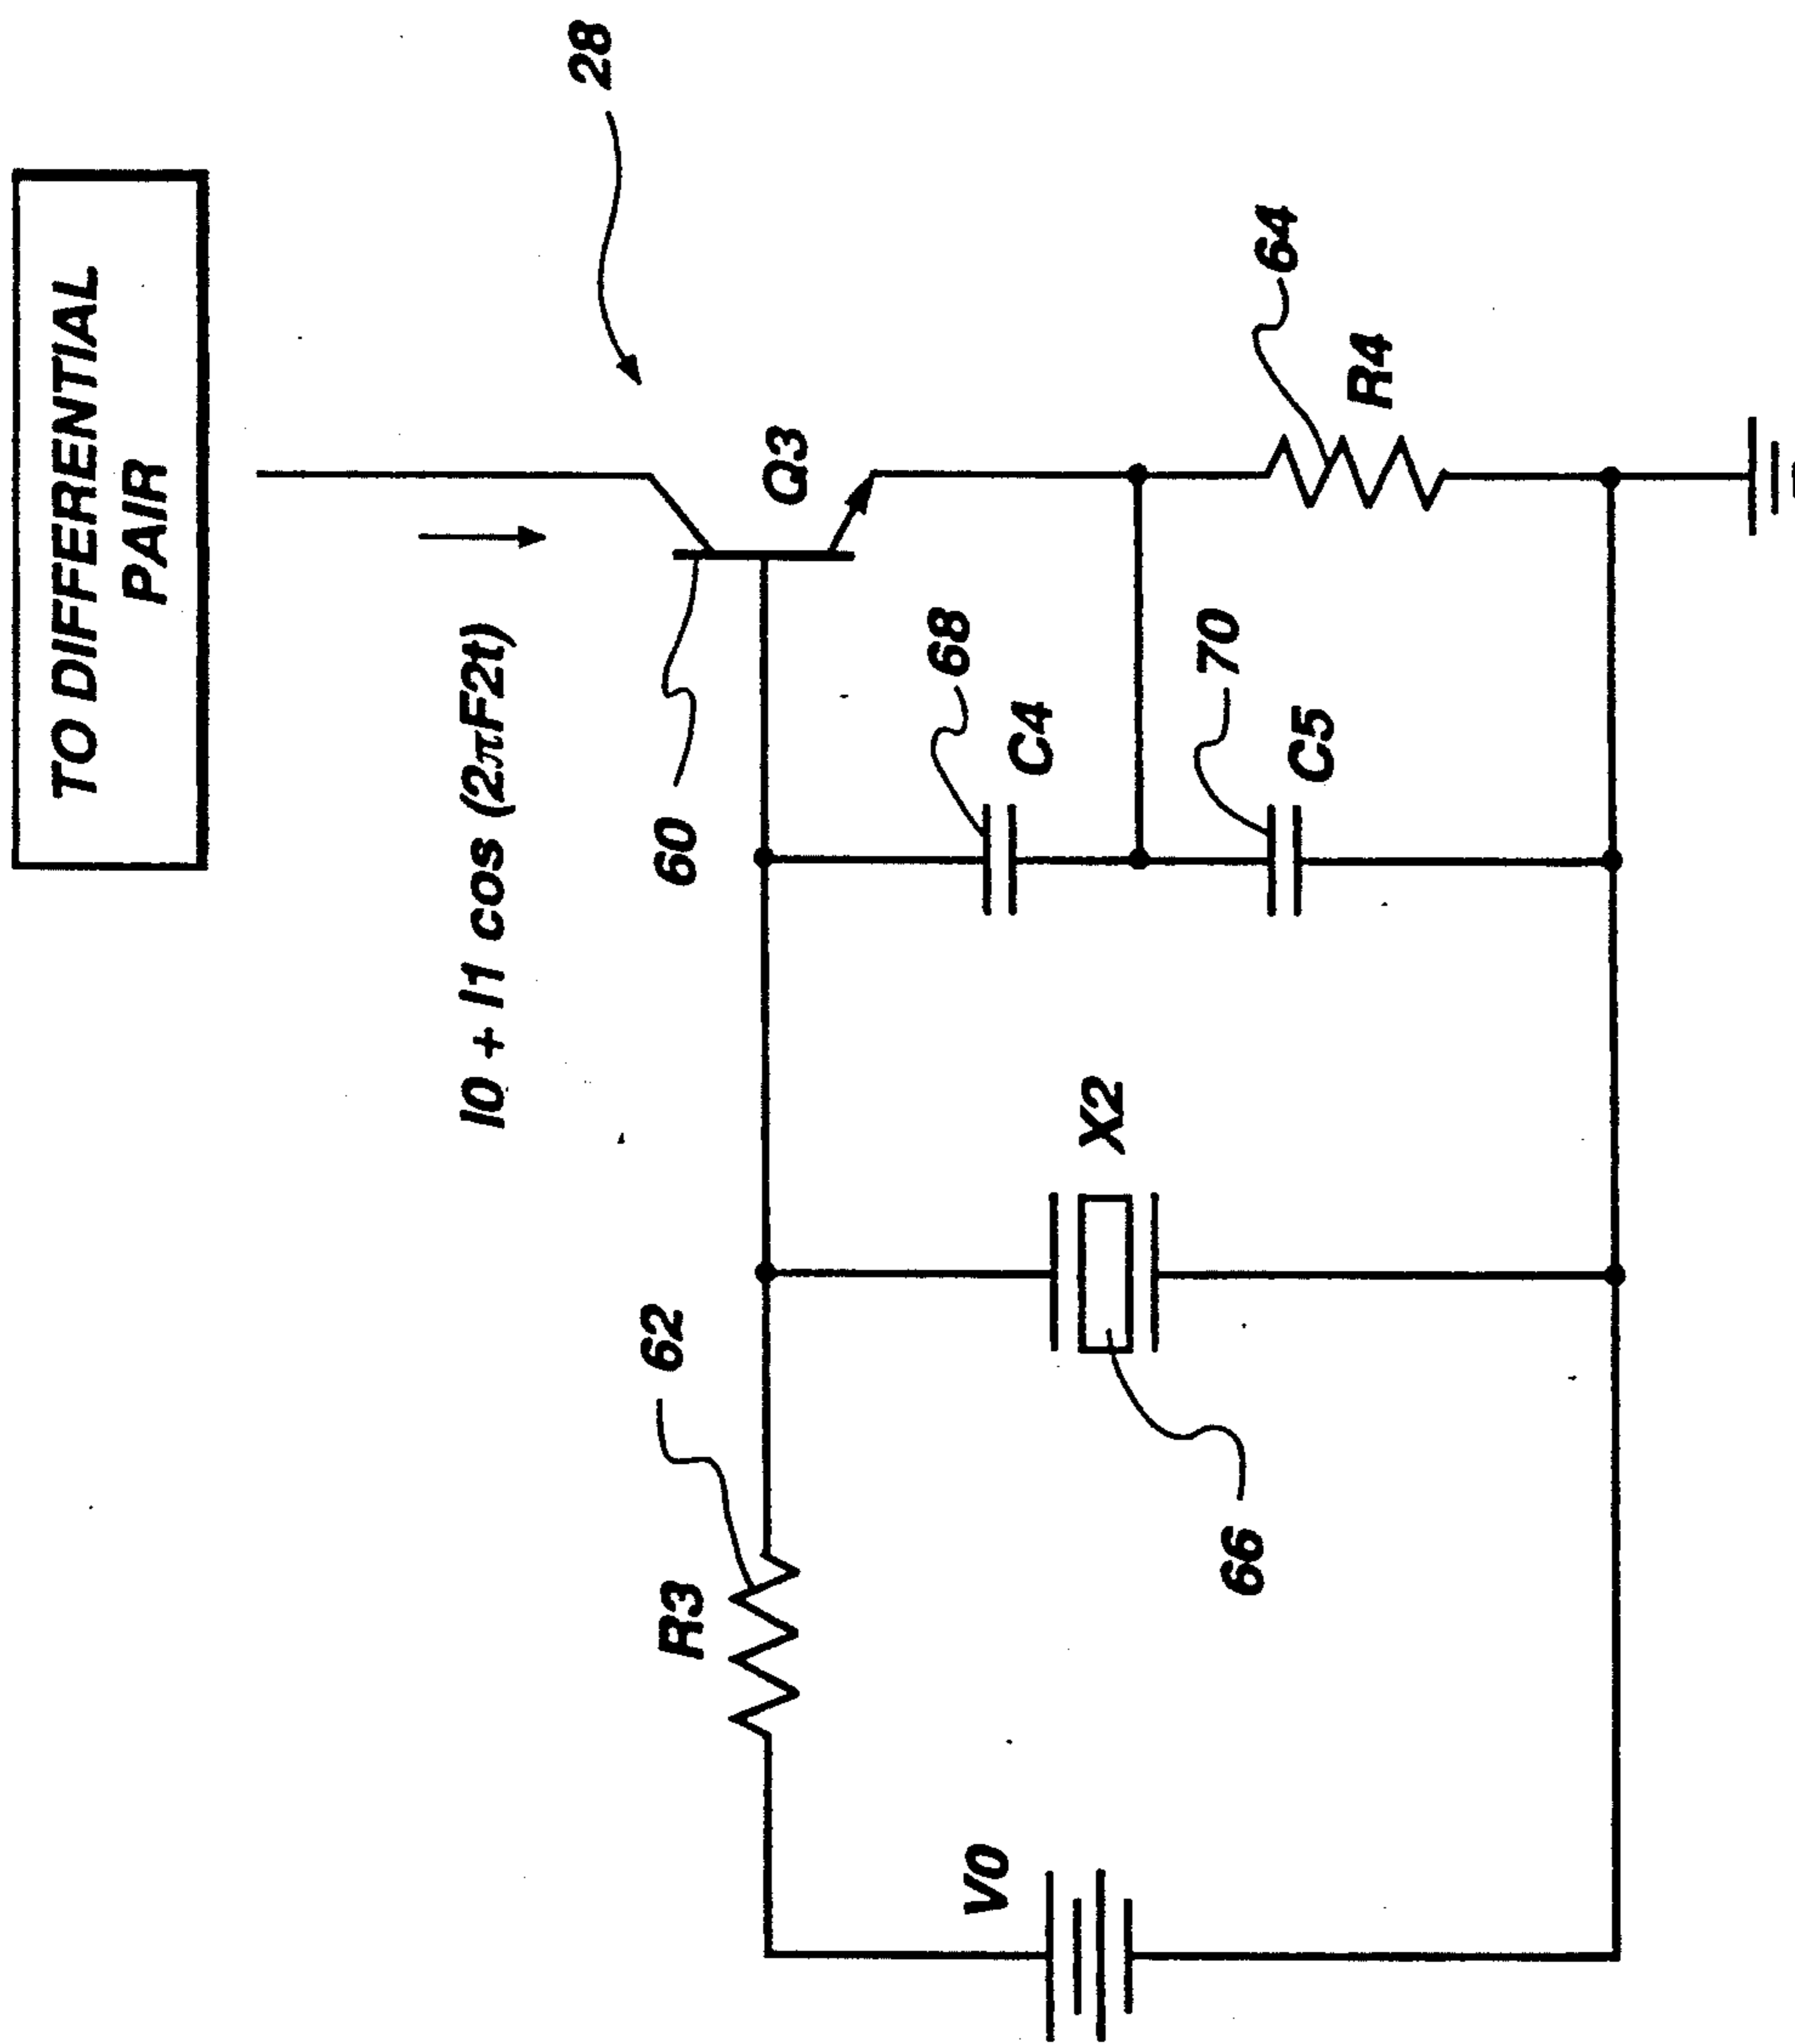 TO DIFFERENTIAL
PAIR
28
I0 + I1 cos (2πF2t)
Q3
60
64
R4
68
C4
70
C5
X2
66
62
R3
V0